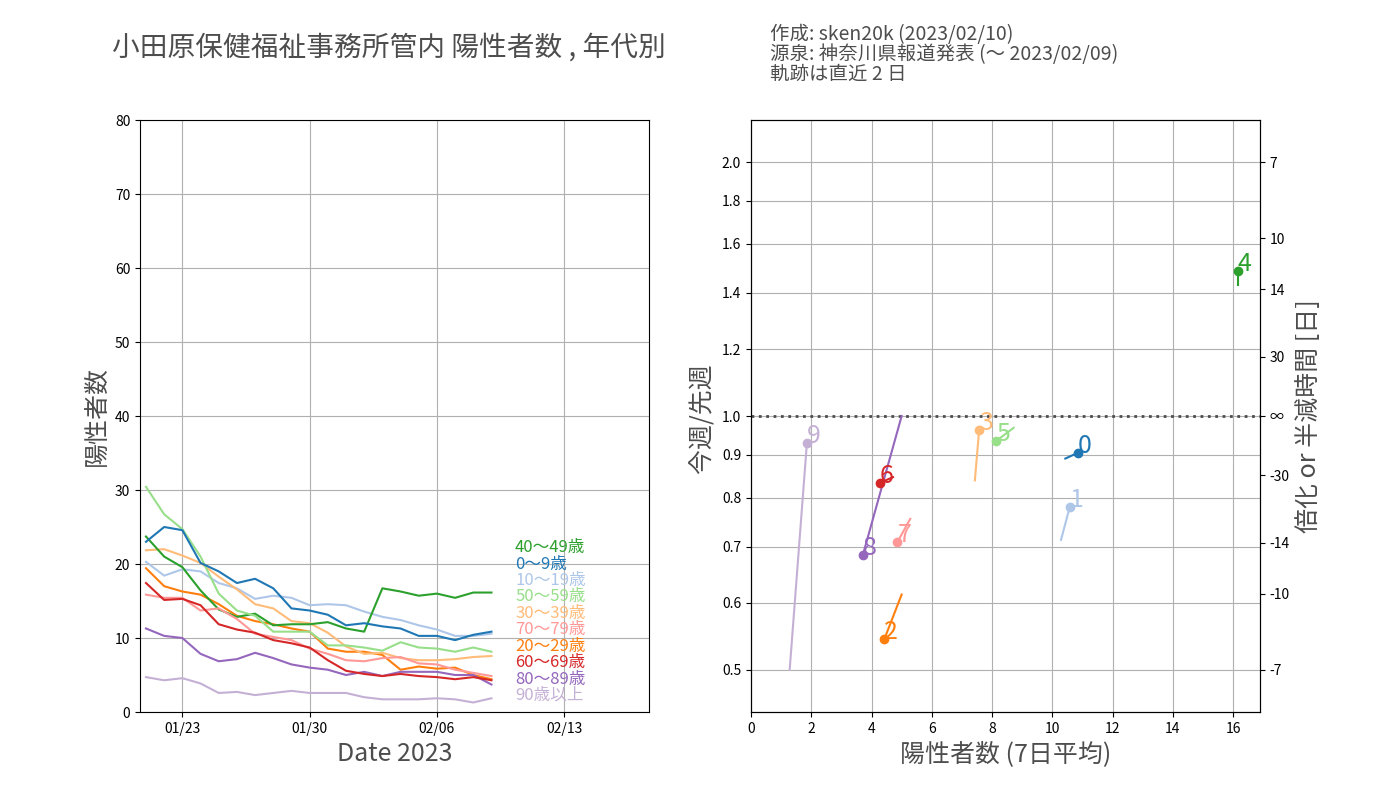 小田原保健福祉事務所管内 陽性者数 , 年代別
作成: sken20k (2023/02/10)
源泉: 神奈川県報道発表 (〜 2023/02/09)
軌跡は直近 2 日
陽性者数
80
70
60
50
40
30
20
10
0
40〜49歳
0〜9歳
10〜19歳
50〜59歳
30〜39歳
70〜79歳
20〜29歳
60〜69歳
80〜89歳
90歳以上
01/23 01/30 02/06 02/13
Date 2023
今週/先週
2.0
1.8
1.6
1.4
1.2
1.0
0.9
0.8
0.7
0.6
0.5
4
3
9
5
0
6
1
7
8
2
7
10
14
30
∞
-30
-14
-10
-7
倍化 or 半減時間 [日]
0 2 4 6 8 10 12 14 16
陽性者数 (7日平均)